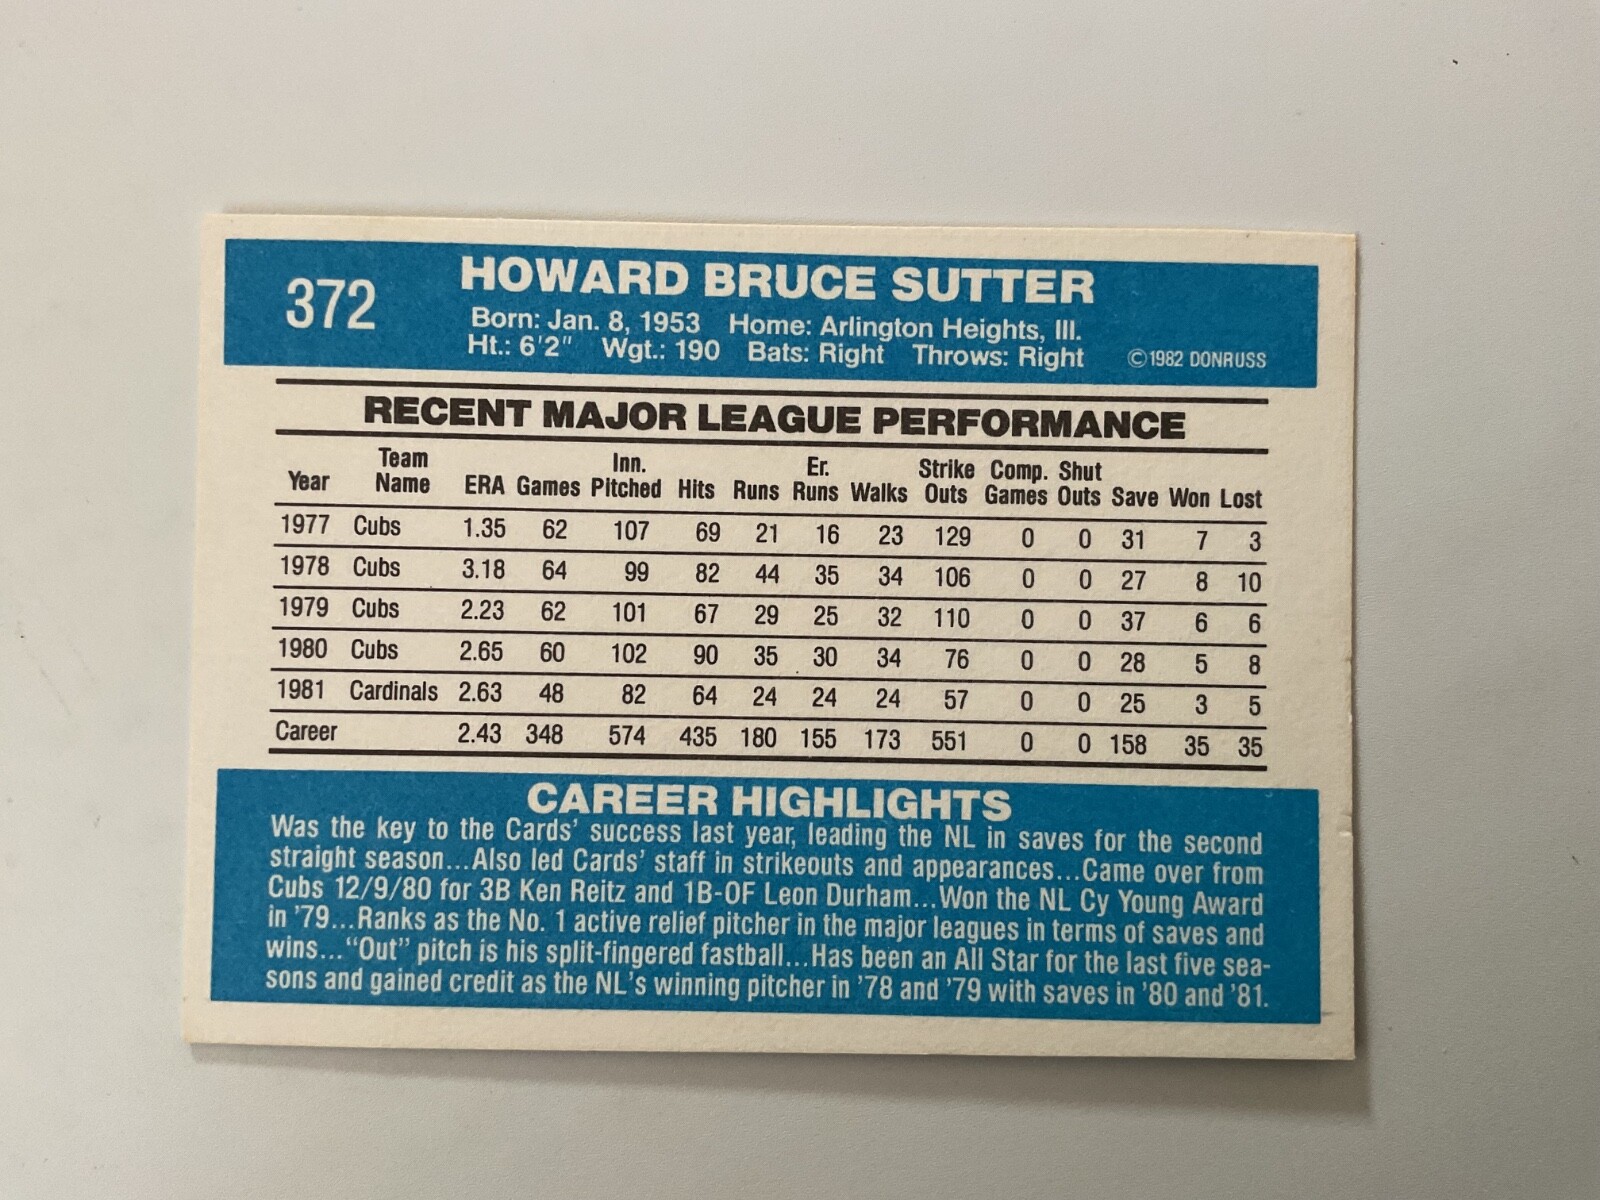 372
HOWARD BRUCE SUTTER
Born: Jan. 8, 1953 Home: Arlington Heights, Ill.
Ht.: 6'2" Wgt.: 190 Bats: Right Throws: Right ©1982 DONRUSS
RECENT MAJOR LEAGUE PERFORMANCE
Year Team Name ERA Games Inn. Pitched Hits Runs Er. Runs Walks Strike Outs Comp. Games Shut Outs Save Won Lost
1977 Cubs 1.35 62 107 69 21 16 23 129 0 0 31 7 3
1978 Cubs 3.18 64 99 82 44 35 34 106 0 0 27 8 10
1979 Cubs 2.23 62 101 67 29 25 32 110 0 0 37 6 6
1980 Cubs 2.65 60 102 90 35 30 34 76 0 0 28 5 8
1981 Cardinals 2.63 48 82 64 24 24 24 57 0 0 25 3 5
Career 2.43 348 574 435 180 155 173 551 0 0 158 35 35
CAREER HIGHLIGHTS
Was the key to the Cards' success last year, leading the NL in saves for the second
straight season...Also led Cards' staff in strikeouts and appearances...Came over from
Cubs 12/9/80 for 3B Ken Reitz and 1B-OF Leon Durham...Won the NL Cy Young Award
in '79...Ranks as the No. 1 active relief pitcher in the major leagues in terms of saves and
wins..."Out" pitch is his split-fingered fastball...Has been an All Star for the last five sea-
sons and gained credit as the NL's winning pitcher in '78 and '79 with saves in '80 and '81.